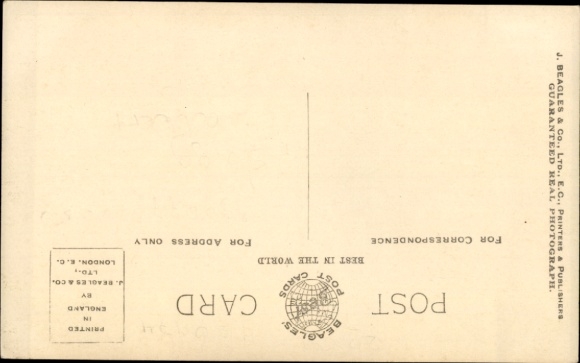 POST CARD
BEAGLES
BEST
POST CARDS
BEST IN THE WORLD
FOR CORRESPONDENCE
FOR ADDRESS ONLY
PRINTED
IN
ENGLAND
BY
J. BEAGLES & CO.
LTD.,
LONDON. E.C.
J. BEAGLES & CO., LTD., E.C., PRINTERS & PUBLISHERS
GUARANTEED REAL PHOTOGRAPH.